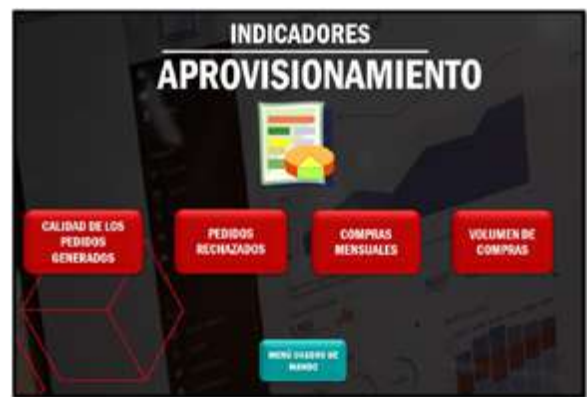 INDICADORES
APROVISIONAMIENTO
CALIDAD DE LOS
PEDIDOS
GENERADOS
PEDIDOS
RECHAZADOS
COMPRAS
MENSUALES
VOLUMEN DE
COMPRAS
MENÚ CUADRO DE
MANDO